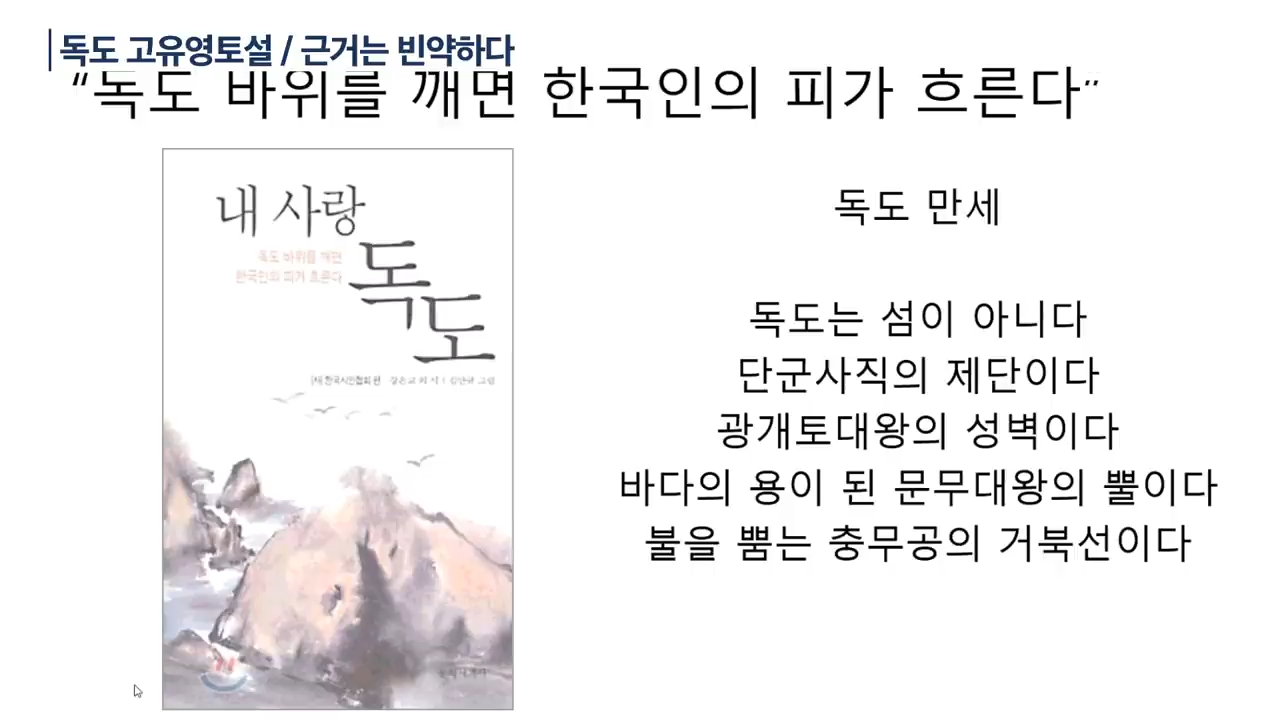 독도 고유영토설 / 근거는 빈약하다
“독도 바위를 깨면 한국인의 피가 흐른다”
내 사랑
독도
독도 바위를 깨면
한국인의 피가 흐른다
독도 만세
독도는 섬이 아니다
단군사직의 제단이다
광개토대왕의 성벽이다
바다의 용이 된 문무대왕의 뿔이다
불을 뿜는 충무공의 거북선이다